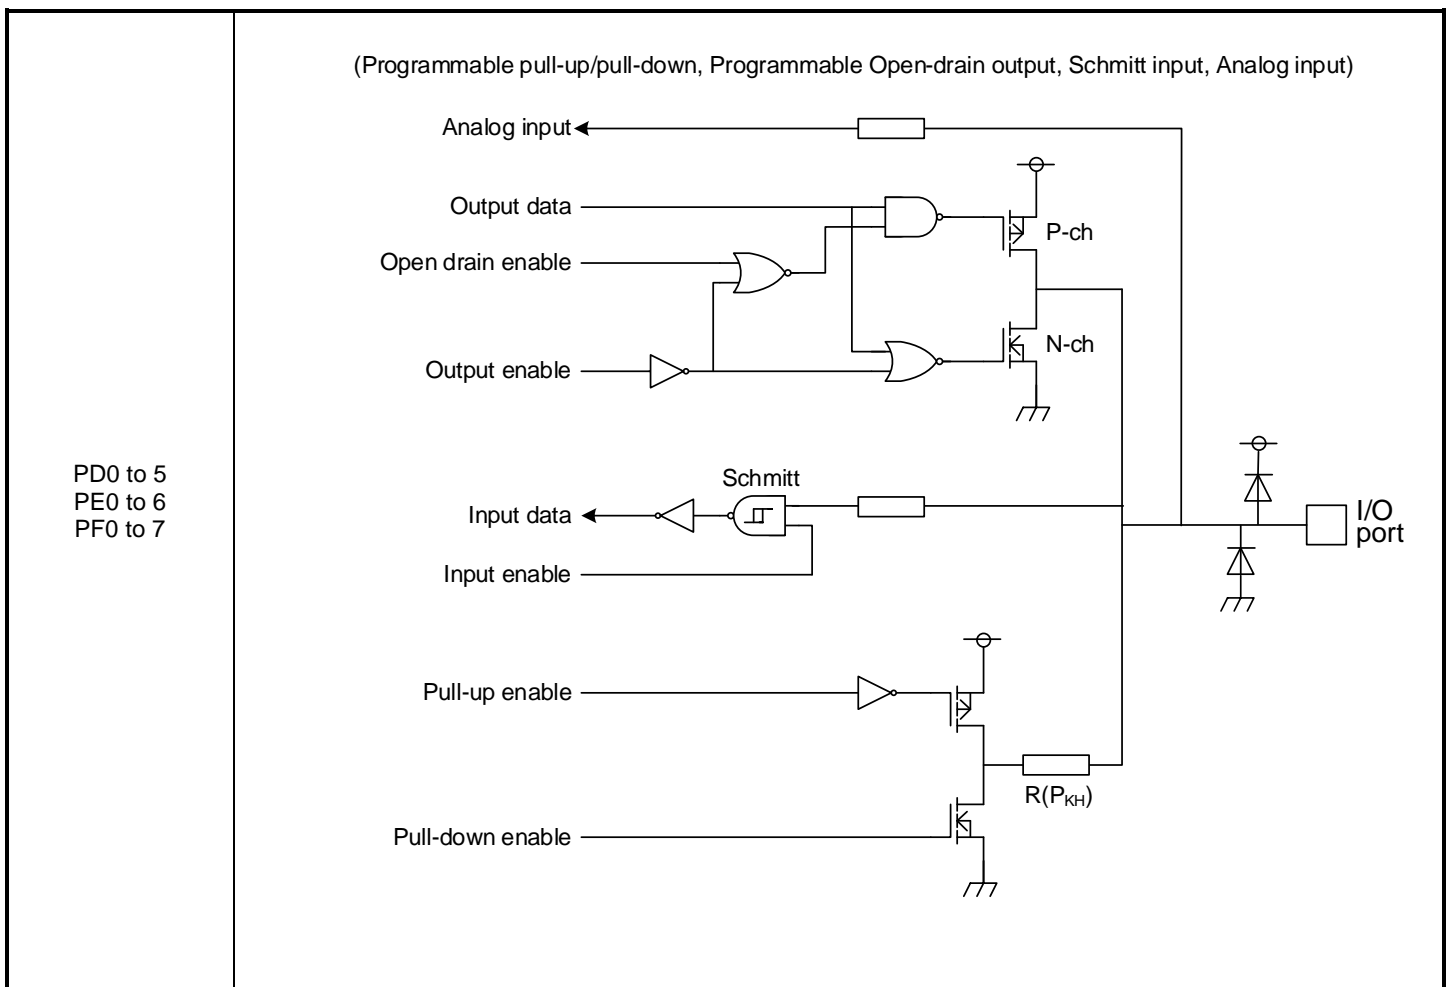 (Programmable pull-up/pull-down, Programmable Open-drain output, Schmitt input, Analog input)
Analog input
Output data
P-ch
Open drain enable
N-ch
Output enable
PD0 to 5
PE0 to 6
PF0 to 7
Schmitt
Input data
I/O
port
Input enable
Pull-up enable
R(PKH)
Pull-down enable